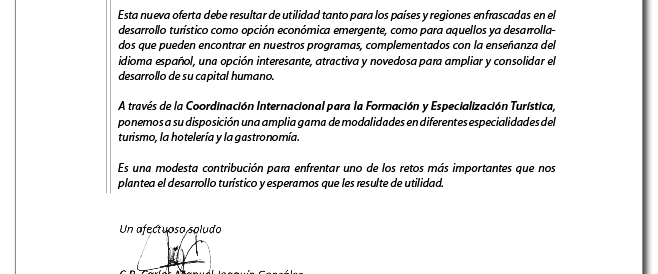 Esta nueva oferta debe resultar de utilidad tanto para los países y regiones enfrascadas en el
desarrollo turístico como opción económica emergente, como para aquellos ya desarrolla-
dos que pueden encontrar en nuestros programas, complementados con la enseñanza del
idioma español, una opción interesante, atractiva y novedosa para ampliar y consolidar el
desarrollo de su capital humano.
A través de la Coordinación Internacional para la Formación y Especialización Turística,
ponemos a su disposición una amplia gama de modalidades en diferentes especialidades del
turismo, la hotelería y la gastronomía.
Es una modesta contribución para enfrentar uno de los retos más importantes que nos
plantea el desarrollo turístico y esperamos que les resulte de utilidad.
Un afectuoso saludo
C.P. Carlos Manuel Joaquín González